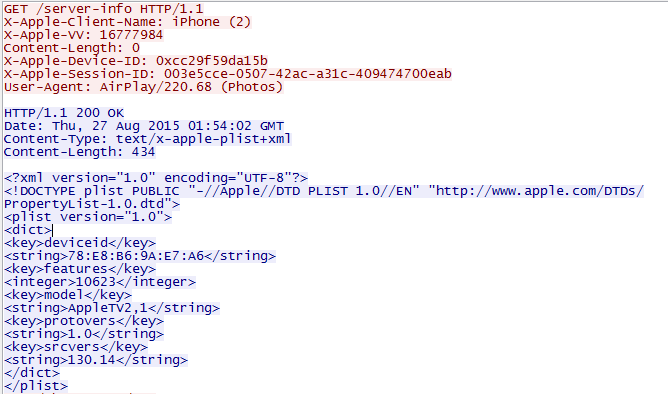 GET /server-info HTTP/1.1
X-Apple-Client-Name: iPhone (2)
X-Apple-VV: 16777984
Content-Length: 0
X-Apple-Device-ID: 0xcc29f59da15b
X-Apple-Session-ID: 003e5cce-0507-42ac-a31c-409474700eab
User-Agent: AirPlay/220.68 (Photos)
HTTP/1.1 200 OK
Date: Thu, 27 Aug 2015 01:54:02 GMT
Content-Type: text/x-apple-plist+xml
Content-Length: 434
<?xml version="1.0" encoding="UTF-8"?>
<!DOCTYPE plist PUBLIC "-//Apple//DTD PLIST 1.0//EN" "http://www.apple.com/DTDs/
PropertyList-1.0.dtd">
<plist version="1.0">
<dict>
<key>deviceid</key>
<string>78:E8:B6:9A:E7:A6</string>
<key>features</key>
<integer>10623</integer>
<key>model</key>
<string>AppleTV2,1</string>
<key>protovers</key>
<string>1.0</string>
<key>srcvers</key>
<string>130.14</string>
</dict>
</plist>